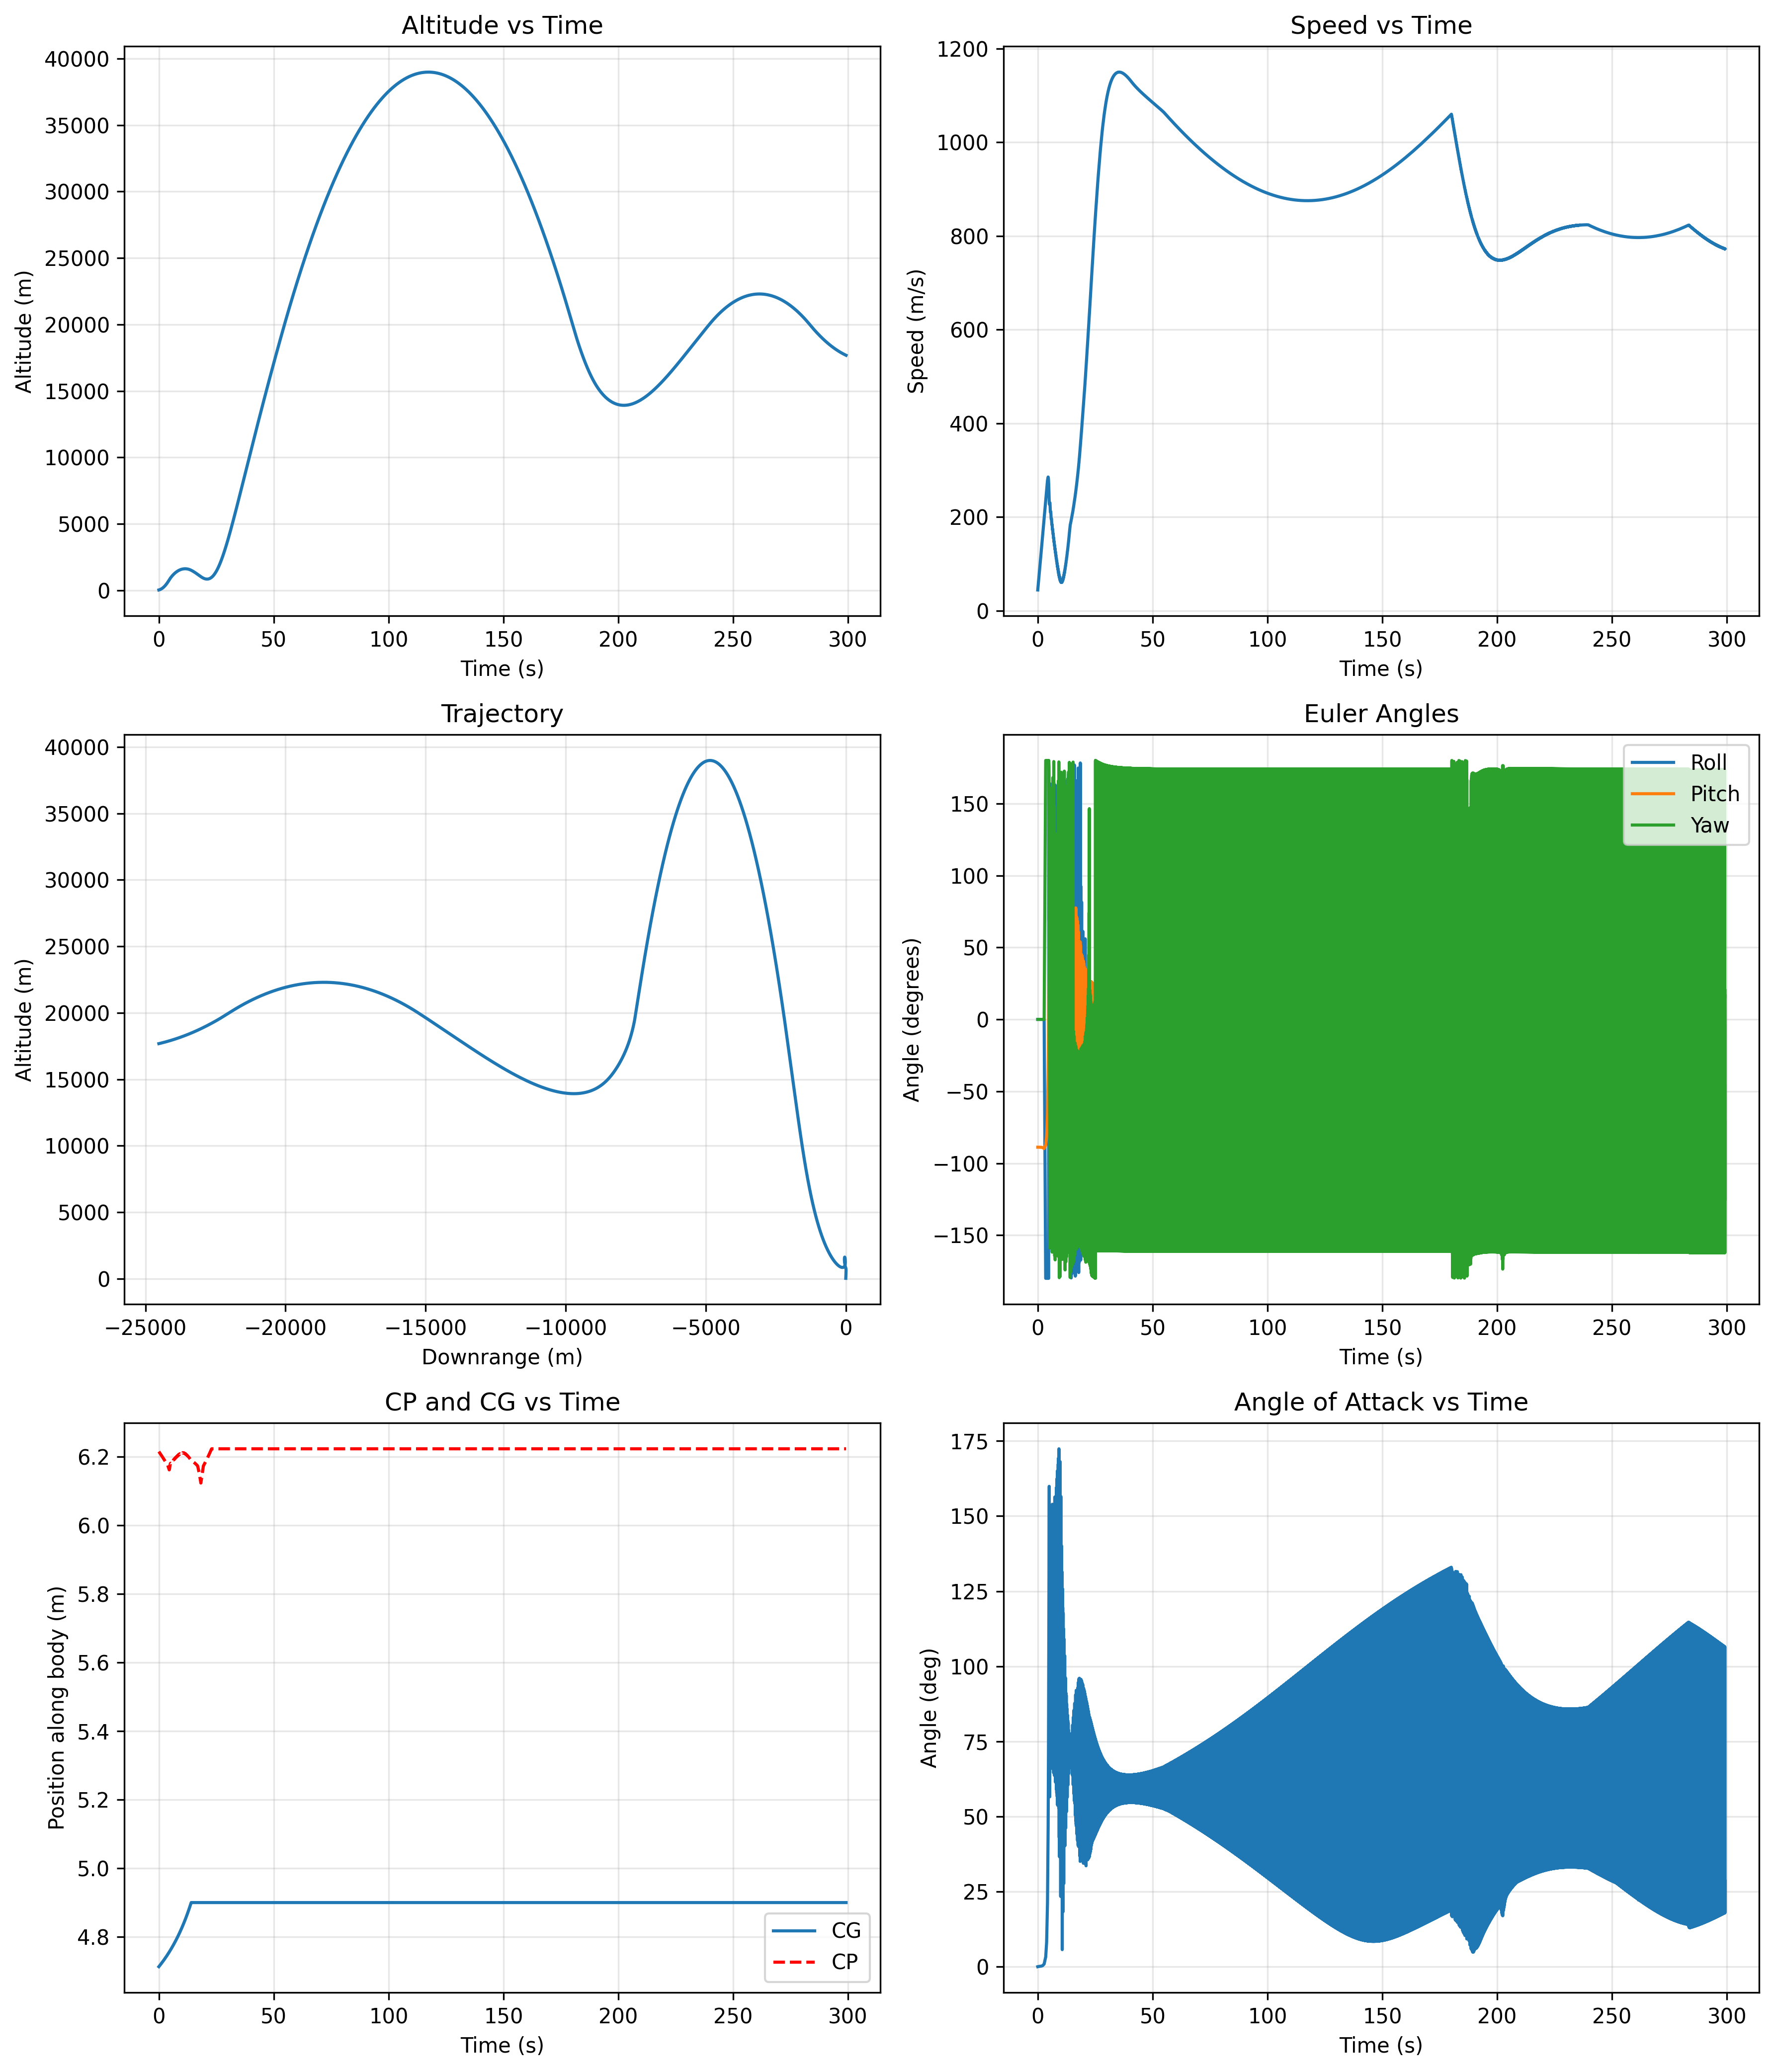 Altitude vs Time
40000
35000
30000
25000
20000
15000
10000
5000
0
Altitude (m)
0 50 100 150 200 250 300
Time (s)
Speed vs Time
1200
1000
800
600
400
200
0
Speed (m/s)
0 50 100 150 200 250 300
Time (s)
Trajectory
40000
35000
30000
25000
20000
15000
10000
5000
0
Altitude (m)
−25000 −20000 −15000 −10000 −5000 0
Downrange (m)
Euler Angles
150
100
50
0
−50
−100
−150
Angle (degrees)
Roll
Pitch
Yaw
0 50 100 150 200 250 300
Time (s)
CP and CG vs Time
6.2
6.0
5.8
5.6
5.4
5.2
5.0
4.8
Position along body (m)
CG
CP
0 50 100 150 200 250 300
Time (s)
Angle of Attack vs Time
175
150
125
100
75
50
25
0
Angle (deg)
0 50 100 150 200 250 300
Time (s)